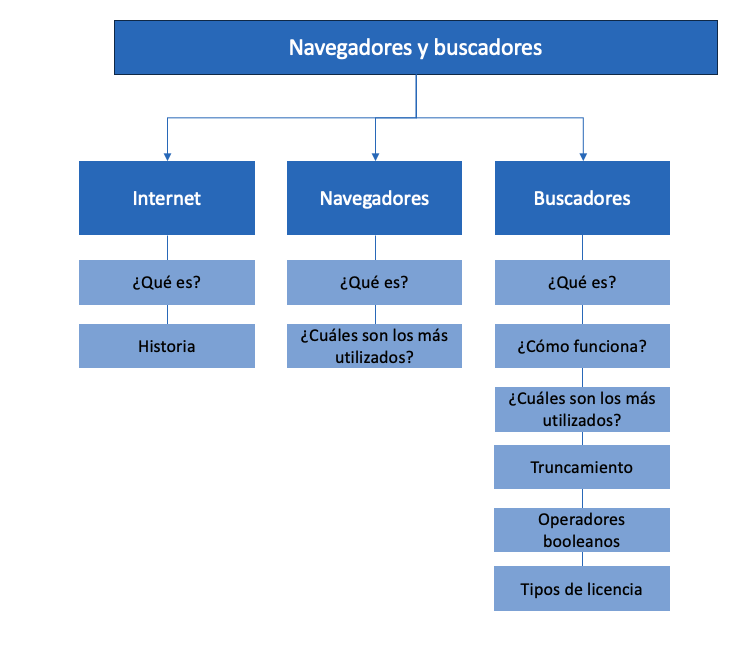 Navegadores y buscadores
Internet
Navegadores
Buscadores
¿Qué es?
¿Qué es?
¿Qué es?
Historia
¿Cuáles son los más
utilizados?
¿Cómo funciona?
¿Cuáles son los más
utilizados?
Truncamiento
Operadores
booleanos
Tipos de licencia